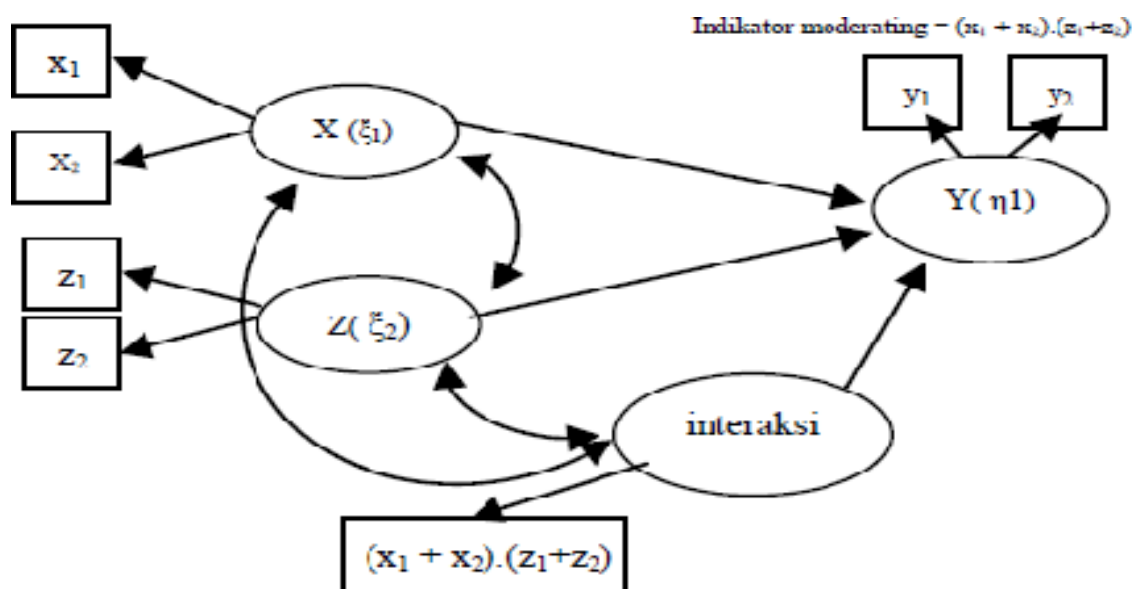 Indikator moderating – (x₁ + x₂).(z₁+z₂)
x₁
y₁
y₂
X (ξ₁)
x₂
Y( η1)
z₁
Z( ξ₂)
z₂
interaksi
(x₁ + x₂).(z₁+z₂)